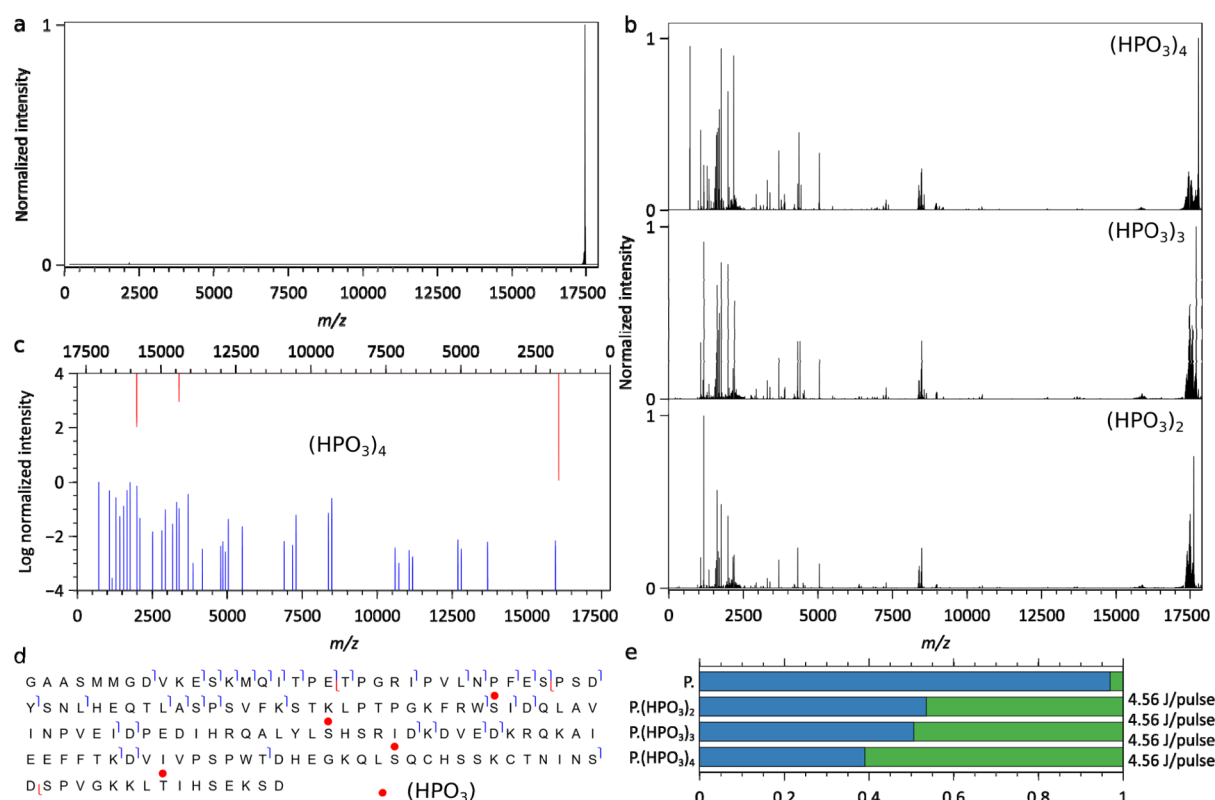 a
1
Normalized intensity
0
0 2500 5000 7500 10000 12500 15000 17500
m/z
b
1
(HPO3)4
0
1
(HPO3)3
Normalized intensity
0
1
(HPO3)2
0
0 2500 5000 7500 10000 12500 15000 17500
m/z
c
17500 15000 12500 10000 7500 5000 2500 0
4
2
0
−2
−4
Log normalized intensity
(HPO3)4
0 2500 5000 7500 10000 12500 15000 17500
m/z
d
G A A S M M G D V K E S K M Q I T P E T P G R I P V L N P F E S P S D
Y S N L H E Q T L A S P S V F K S T K L P T P G K F R W S I D Q L A V
I N P V E I D P E D I H R Q A L Y L S H S R I D K D V E D K R Q K A I
E E F F T K D V I V P S P W T D H E G K Q L S Q C H S S K C T N I N S
D S P V G K K L T I H S E K S D
(HPO3)
e
P.
P.(HPO3)2
P.(HPO3)3
P.(HPO3)4
4.56 J/pulse
4.56 J/pulse
4.56 J/pulse
4.56 J/pulse
0 0.2 0.4 0.6 0.8 1